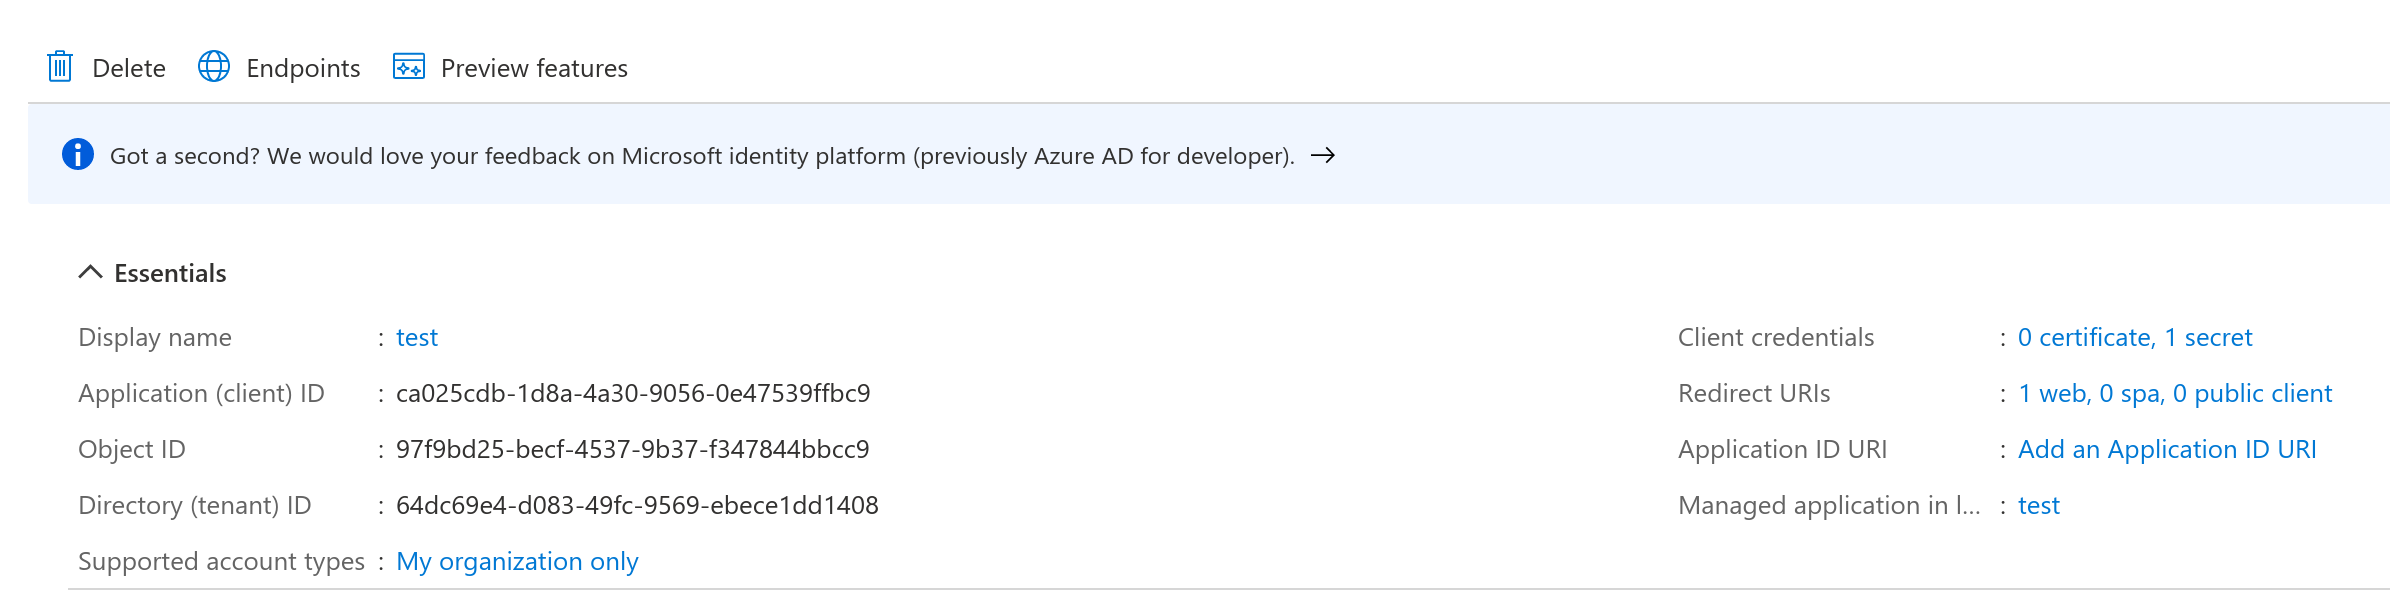 Delete Endpoints Preview features
Got a second? We would love your feedback on Microsoft identity platform (previously Azure AD for developer). →
Essentials
Display name : test
Application (client) ID : ca025cdb-1d8a-4a30-9056-0e47539ffbc9
Object ID : 97f9bd25-becf-4537-9b37-f347844bbcc9
Directory (tenant) ID : 64dc69e4-d083-49fc-9569-ebece1dd1408
Supported account types : My organization only
Client credentials : 0 certificate, 1 secret
Redirect URIs : 1 web, 0 spa, 0 public client
Application ID URI : Add an Application ID URI
Managed application in l... : test